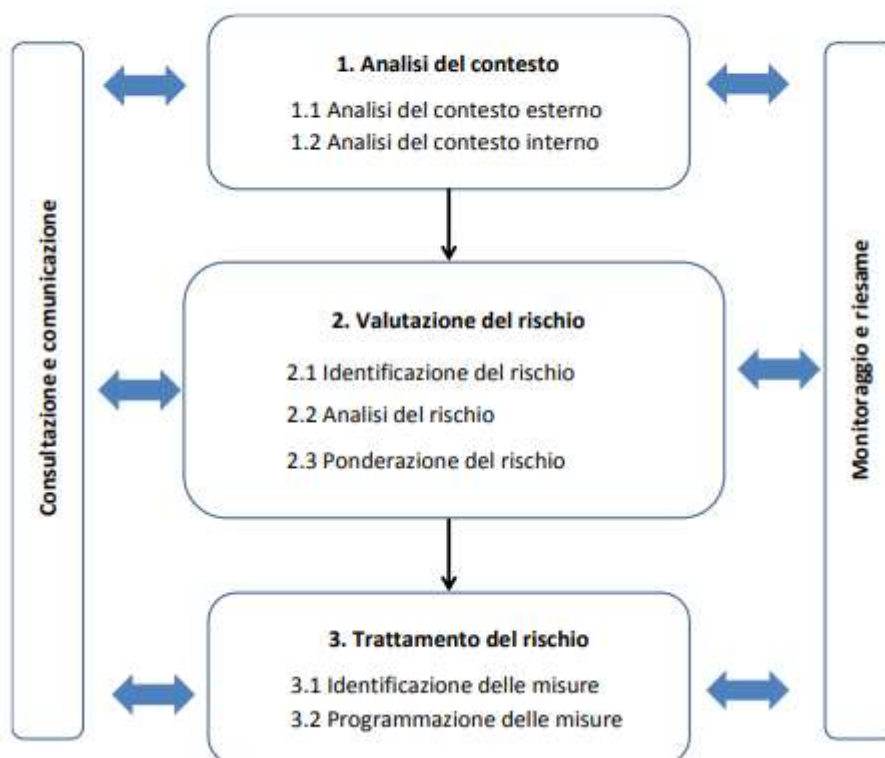 Consultazione e comunicazione
1. Analisi del contesto
1.1 Analisi del contesto esterno
1.2 Analisi del contesto interno
2. Valutazione del rischio
2.1 Identificazione del rischio
2.2 Analisi del rischio
2.3 Ponderazione del rischio
3. Trattamento del rischio
3.1 Identificazione delle misure
3.2 Programmazione delle misure
Monitoraggio e riesame